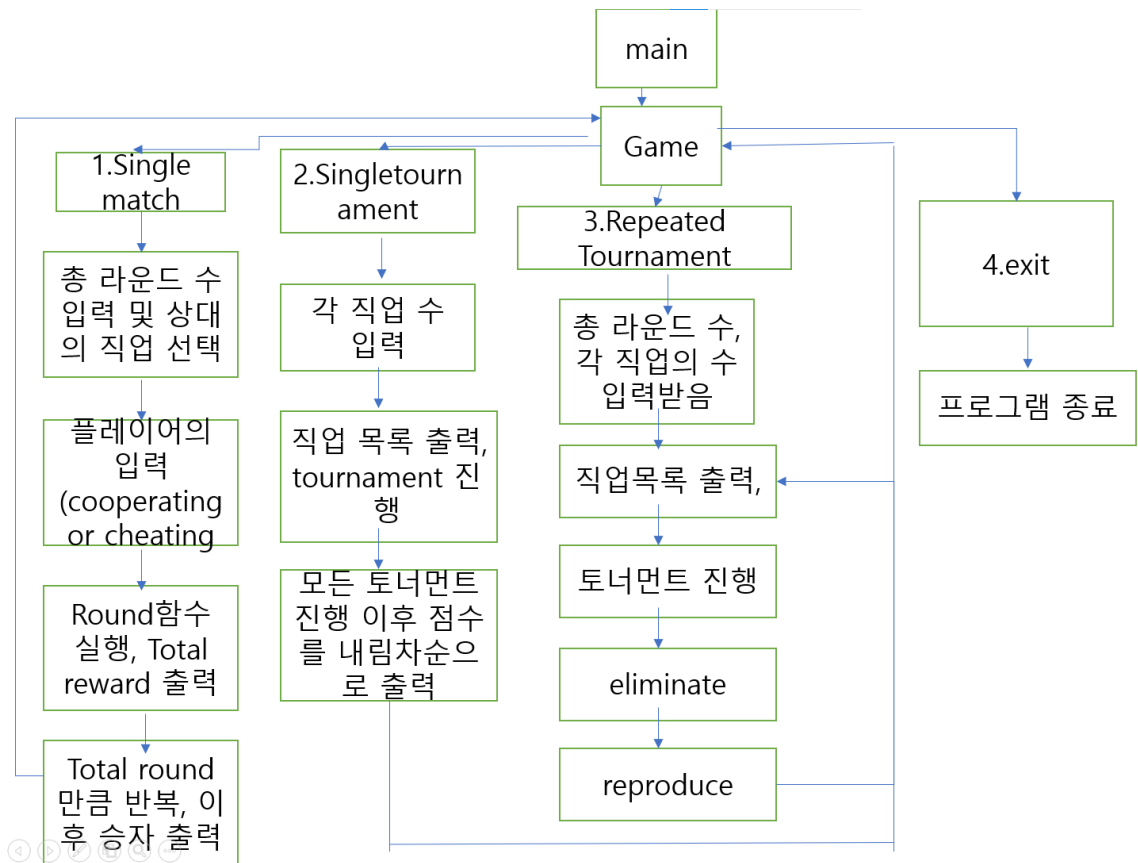 main
Game
1.Single
match
총 라운드 수
입력 및 상대
의 직업 선택
플레이어의
입력
(cooperating
or cheating
Round함수
실행, Total
reward 출력
Total round
만큼 반복, 이
후 승자 출력
2.Singletourn
ament
각 직업 수
입력
직업 목록 출력,
tournament 진
행
모든 토너먼트
진행 이후 점수
를 내림차순으
로 출력
3.Repeated
Tournament
총 라운드 수,
각 직업의 수
입력받음
직업목록 출력,
토너먼트 진행
eliminate
reproduce
4.exit
프로그램 종료